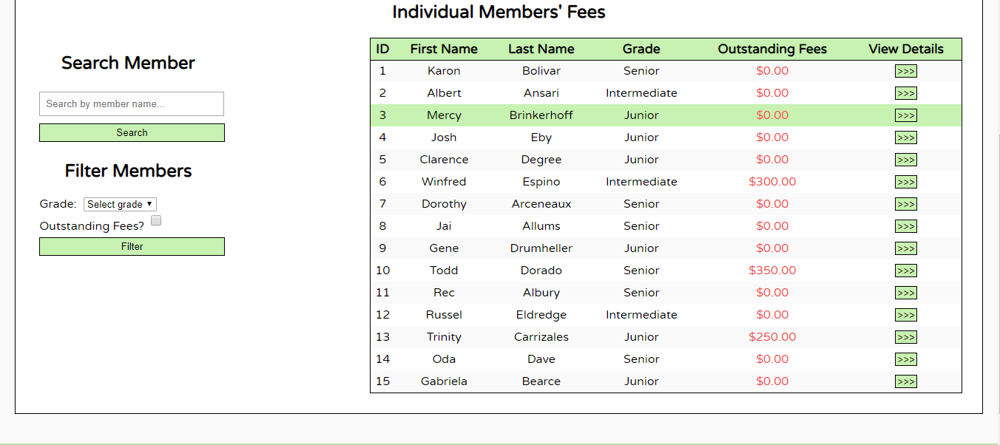 Individual Members' Fees
Search Member
Search by member name...
Search
Filter Members
Grade: Select grade ▼
Outstanding Fees?
Filter
ID First Name Last Name Grade Outstanding Fees View Details
1 Karon Bolivar Senior $0.00 >>>
2 Albert Ansari Intermediate $0.00 >>>
3 Mercy Brinkerhoff Junior $0.00 >>>
4 Josh Eby Junior $0.00 >>>
5 Clarence Degree Junior $0.00 >>>
6 Winfred Espino Intermediate $300.00 >>>
7 Dorothy Arceneaux Senior $0.00 >>>
8 Jai Allums Senior $0.00 >>>
9 Gene Drumheller Junior $0.00 >>>
10 Todd Dorado Senior $350.00 >>>
11 Rec Albury Senior $0.00 >>>
12 Russel Eldredge Intermediate $0.00 >>>
13 Trinity Carrizales Junior $250.00 >>>
14 Oda Dave Senior $0.00 >>>
15 Gabriela Bearce Junior $0.00 >>>